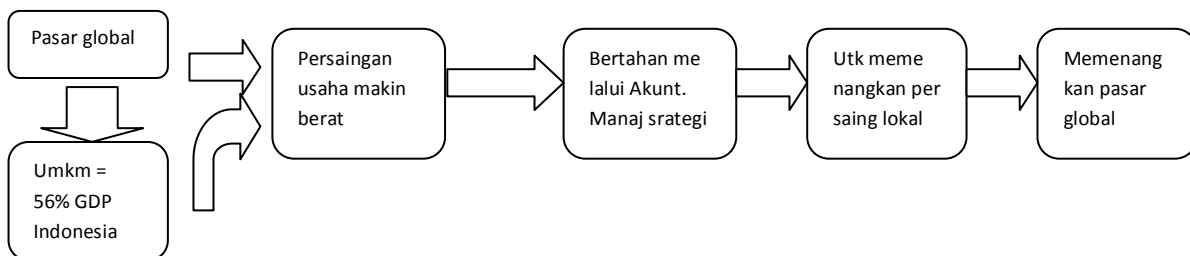 Pasar global
Umkm =
56% GDP
Indonesia
Persaingan
usaha makin
berat
Bertahan me
lalui Akunt.
Manaj srategi
Utk meme
nangkan per
saing lokal
Memenang
kan pasar
global